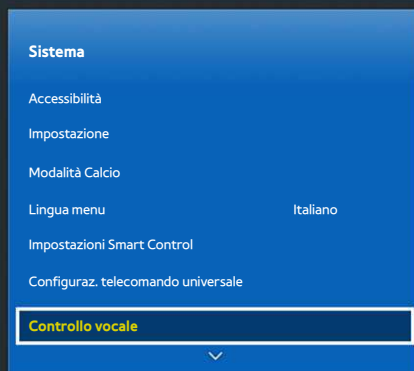 Sistema
Accessibilità
Impostazione
Modalità Calcio
Lingua menu Italiano
Impostazioni Smart Control
Configuraz. telecomando universale
Controllo vocale